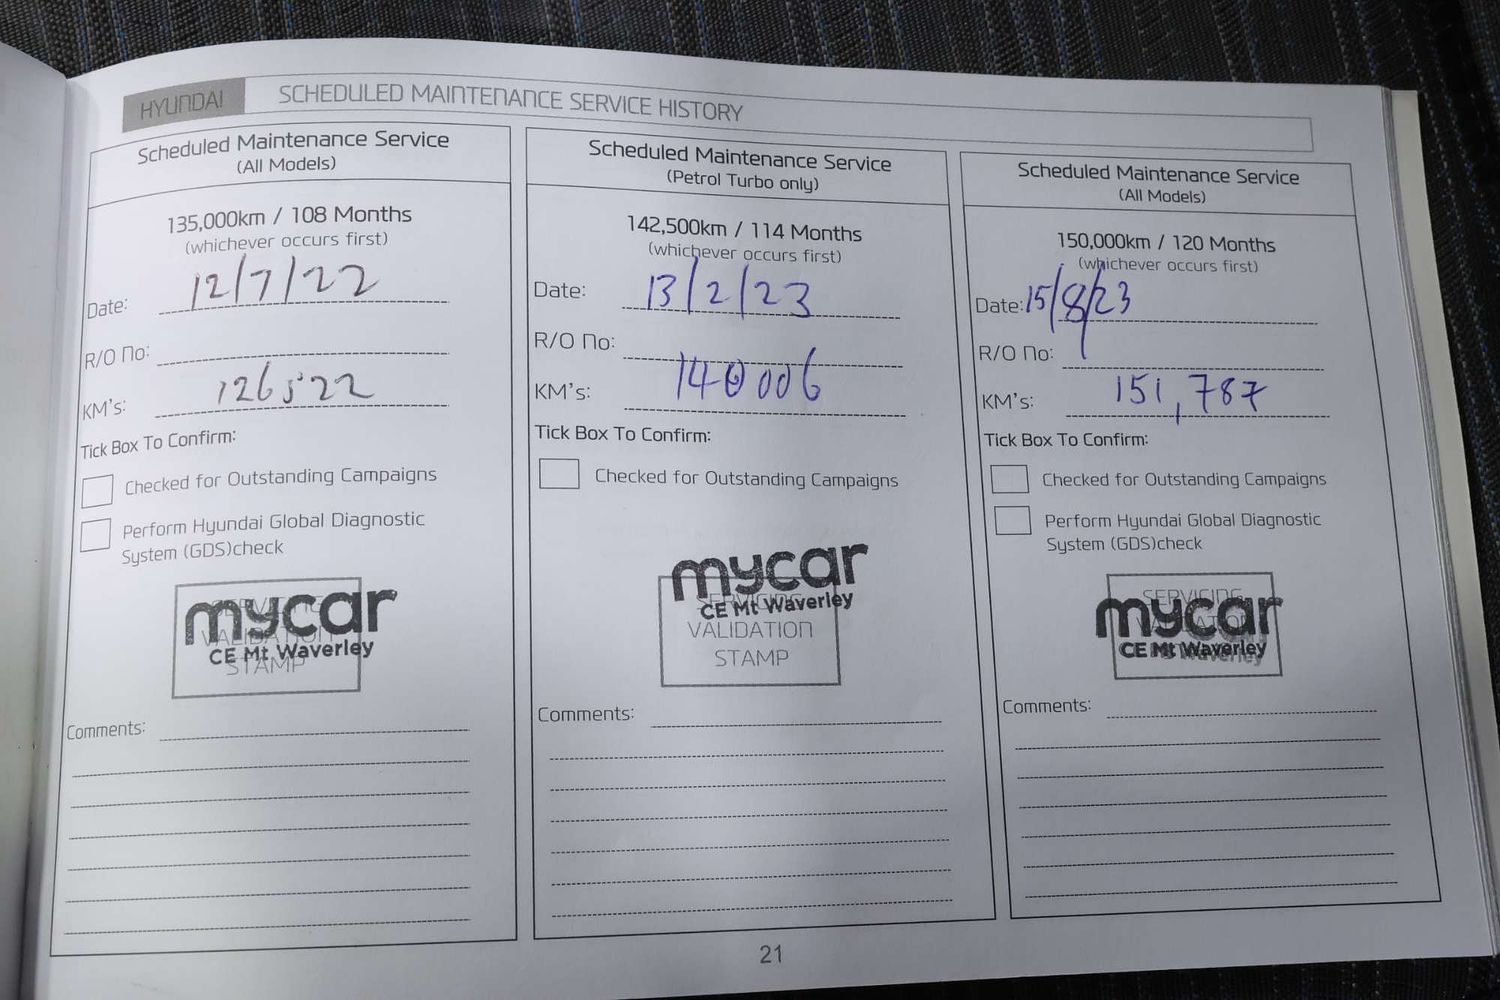 HYUNDAI
SCHEDULED MAINTENANCE SERVICE HISTORY
Scheduled Maintenance Service
(All Models)
135,000km / 108 Months
(whichever occurs first)
Date: 12/7/22
R/O No:
KM's: 126522
Tick Box To Confirm:
Checked for Outstanding Campaigns
Perform Hyundai Global Diagnostic
System (GDS)check
SERVICING
VALIDATION
STAMP
mycar
CE Mt Waverley
Comments:
Scheduled Maintenance Service
(Petrol Turbo only)
142,500km / 114 Months
(whichever occurs first)
Date: 13/2/23
R/O No:
KM's: 140006
Tick Box To Confirm:
Checked for Outstanding Campaigns
mycar
SERVICING
CE Mt Waverley
VALIDATION
STAMP
Comments:
Scheduled Maintenance Service
(All Models)
150,000km / 120 Months
(whichever occurs first)
Date: 15/8/23
R/O No:
KM's: 151,787
Tick Box To Confirm:
Checked for Outstanding Campaigns
Perform Hyundai Global Diagnostic
System (GDS)check
SERVICING
mycar
CE Mt Waverley
Comments:
21